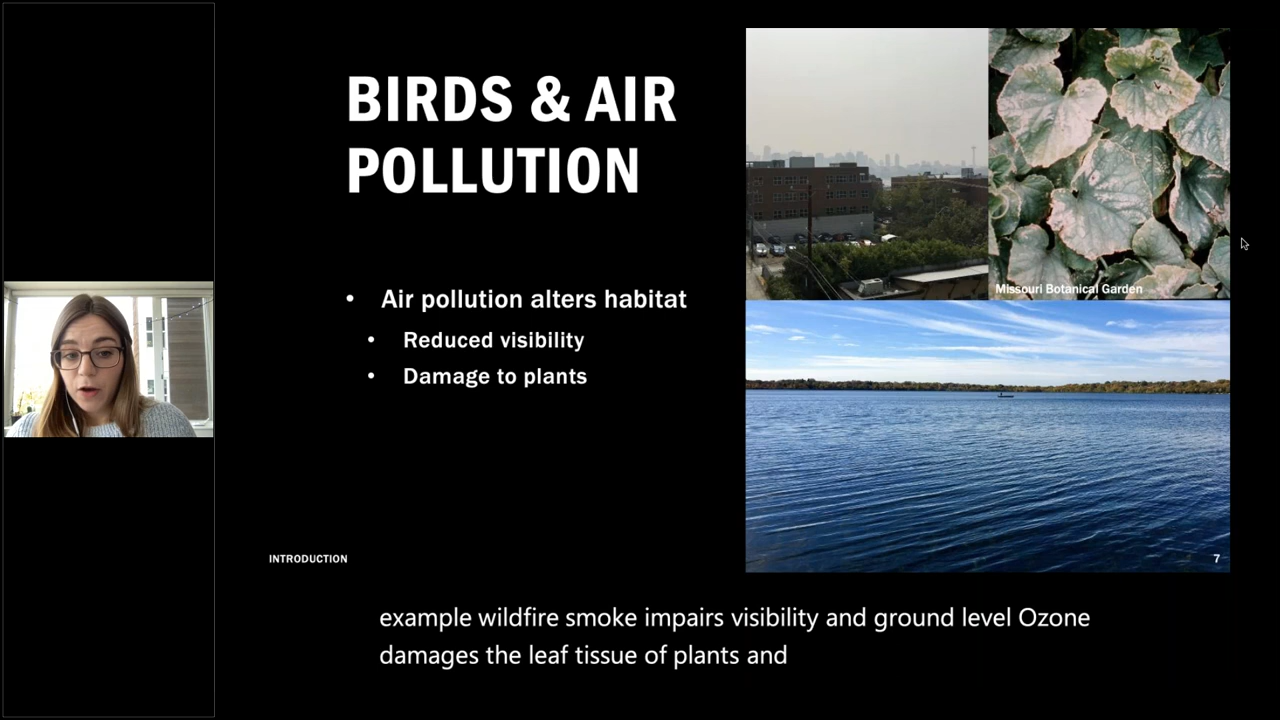 BIRDS & AIR
POLLUTION
• Air pollution alters habitat
• Reduced visibility
• Damage to plants
Missouri Botanical Garden
INTRODUCTION
7
example wildfire smoke impairs visibility and ground level Ozone
damages the leaf tissue of plants and